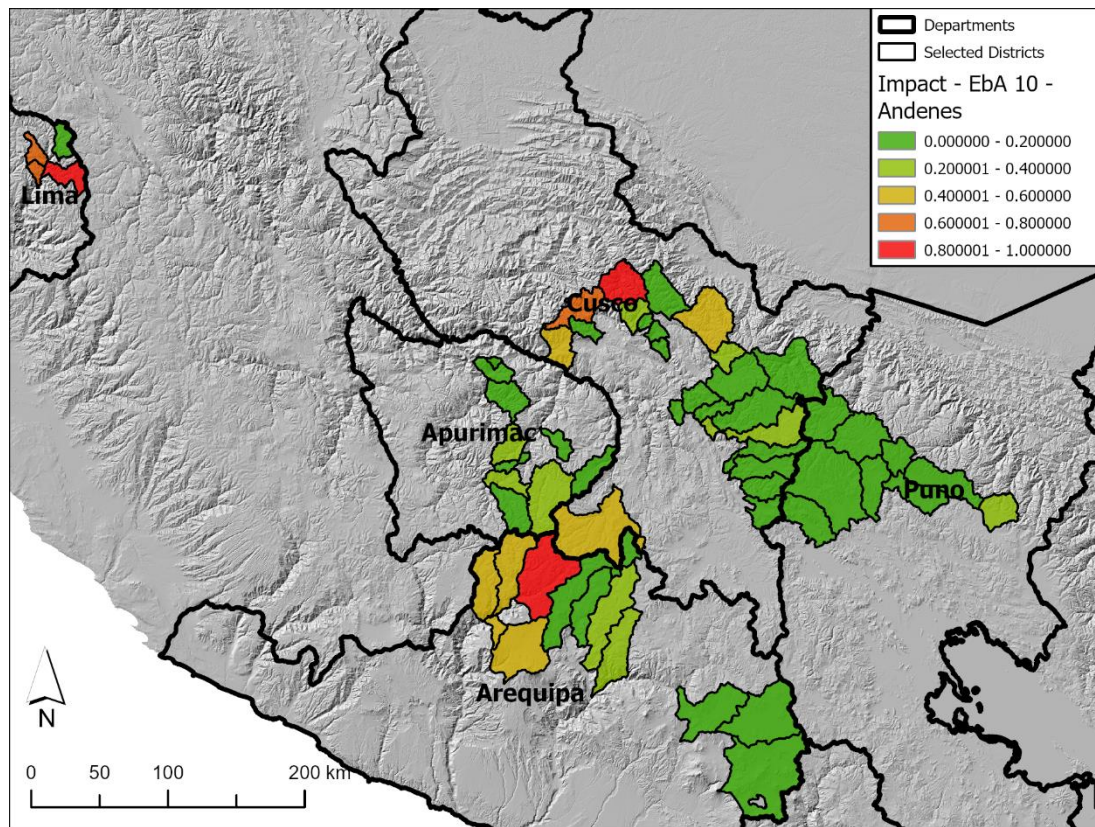 Departments
Selected Districts
Impact - EbA 10 -
Andenes
0.000000 - 0.200000
0.200001 - 0.400000
0.400001 - 0.600000
0.600001 - 0.800000
0.800001 - 1.000000
Lima
Cusco
Apurimac
Puno
Arequipa
N
0 50 100 200 km